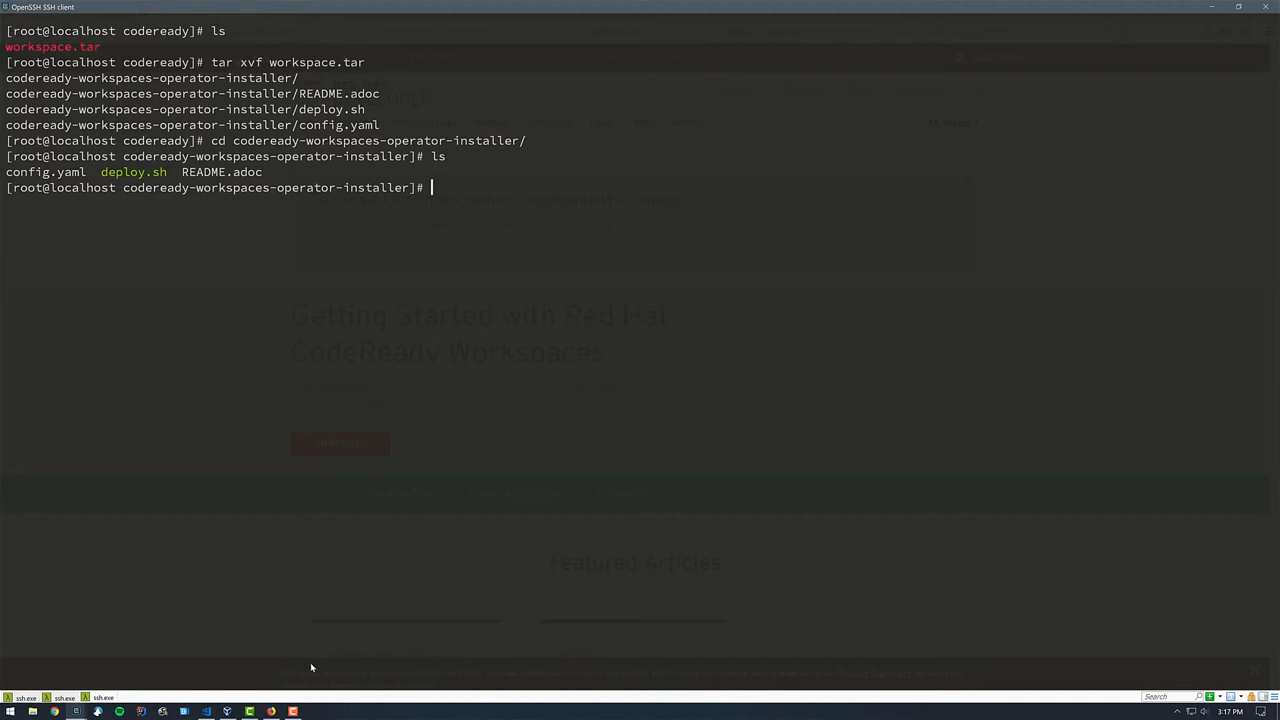 OpenSSH SSH client
[root@localhost codeready]# ls
workspace.tar
[root@localhost codeready]# tar xvf workspace.tar
codeready-workspaces-operator-installer/
codeready-workspaces-operator-installer/README.adoc
codeready-workspaces-operator-installer/deploy.sh
codeready-workspaces-operator-installer/config.yaml
[root@localhost codeready]# cd codeready-workspaces-operator-installer/
[root@localhost codeready-workspaces-operator-installer]# ls
config.yaml deploy.sh README.adoc
[root@localhost codeready-workspaces-operator-installer]#
Getting Started with Red Hat
CodeReady Workspaces
Featured Articles
ssh.exe ssh.exe ssh.exe Search
3:17 PM